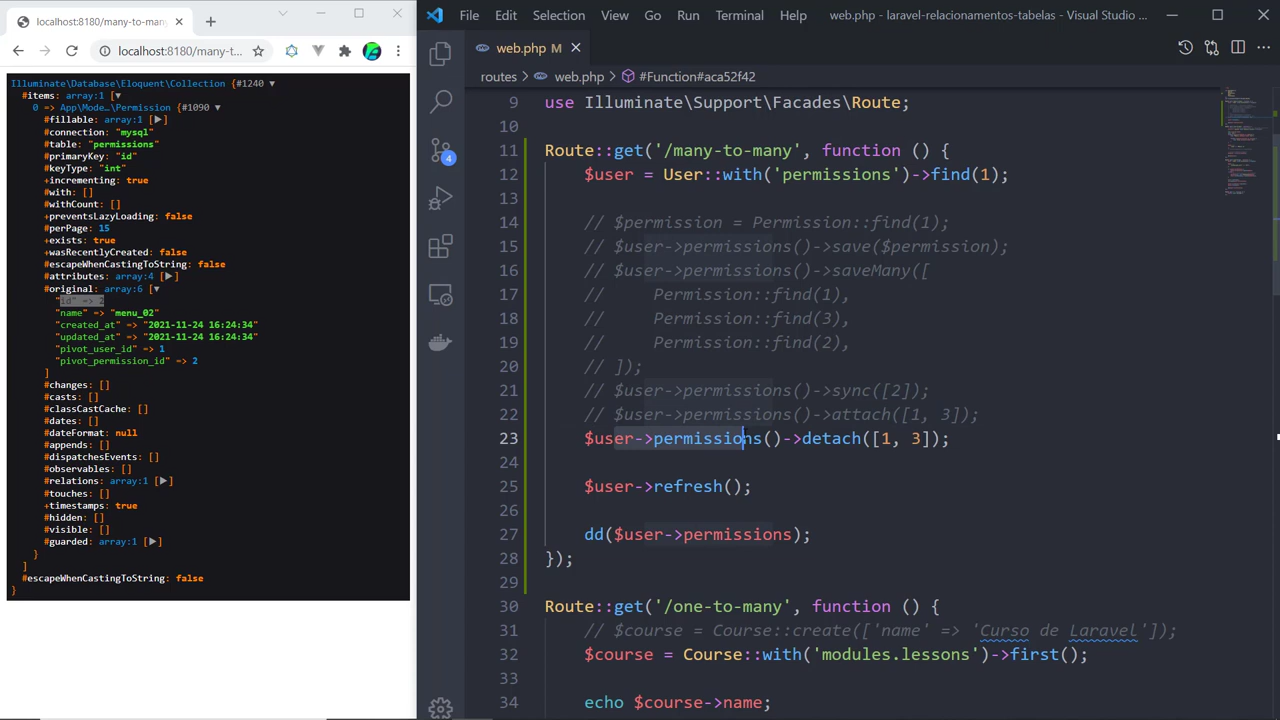 localhost:8180/many-to-many
localhost:8180/many-to-t...
Illuminate\Database\Eloquent\Collection {#1240 ▼
#items: array:1 [▼
0 => App\Mode…\Permission {#1090 ▼
#fillable: array:1 [▶]
#connection: "mysql"
#table: "permissions"
#primaryKey: "id"
#keyType: "int"
+incrementing: true
#with: []
#withCount: []
+preventsLazyLoading: false
#perPage: 15
+exists: true
+wasRecentlyCreated: false
#escapeWhenCastingToString: false
#attributes: array:4 [▶]
#original: array:6 [▼
"id" => 2
"name" => "menu_02"
"created_at" => "2021-11-24 16:24:34"
"updated_at" => "2021-11-24 16:24:34"
"pivot_user_id" => 1
"pivot_permission_id" => 2
]
#changes: []
#casts: []
#classCastCache: []
#dates: []
#dateFormat: null
#appends: []
#dispatchesEvents: []
#observables: []
#relations: array:1 [▶]
#touches: []
+timestamps: true
#hidden: []
#visible: []
#guarded: array:1 [▶]
}
]
#escapeWhenCastingToString: false
}
File Edit Selection View Go Run Terminal Help web.php - laravel-relacionamentos-tabelas - Visual Studio ...
web.php M
routes > web.php > #Function#aca52f42
4
9 use Illuminate\Support\Facades\Route;
10
11 Route::get('/many-to-many', function () {
12 $user = User::with('permissions')->find(1);
13
14 // $permission = Permission::find(1);
15 // $user->permissions()->save($permission);
16 // $user->permissions()->saveMany([
17 // Permission::find(1),
18 // Permission::find(3),
19 // Permission::find(2),
20 // ]);
21 // $user->permissions()->sync([2]);
22 // $user->permissions()->attach([1, 3]);
23 $user->permissions()->detach([1, 3]);
24
25 $user->refresh();
26
27 dd($user->permissions);
28 });
29
30 Route::get('/one-to-many', function () {
31 // $course = Course::create(['name' => 'Curso de Laravel']);
32 $course = Course::with('modules.lessons')->first();
33
34 echo $course->name;